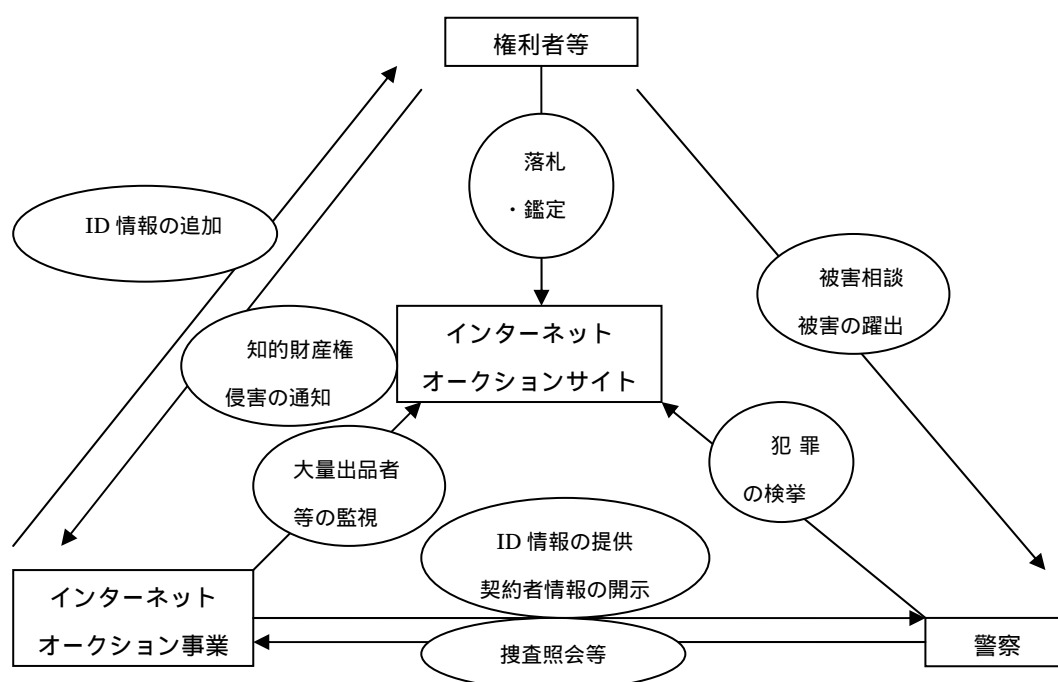 権利者等
落札
・鑑定
ID 情報の追加
被害相談
被害の躍出
知的財産権
侵害の通知
インターネット
オークションサイト
犯 罪
の検挙
大量出品者
等の監視
ID 情報の提供
契約者情報の開示
インターネット
オークション事業
捜査照会等
警察